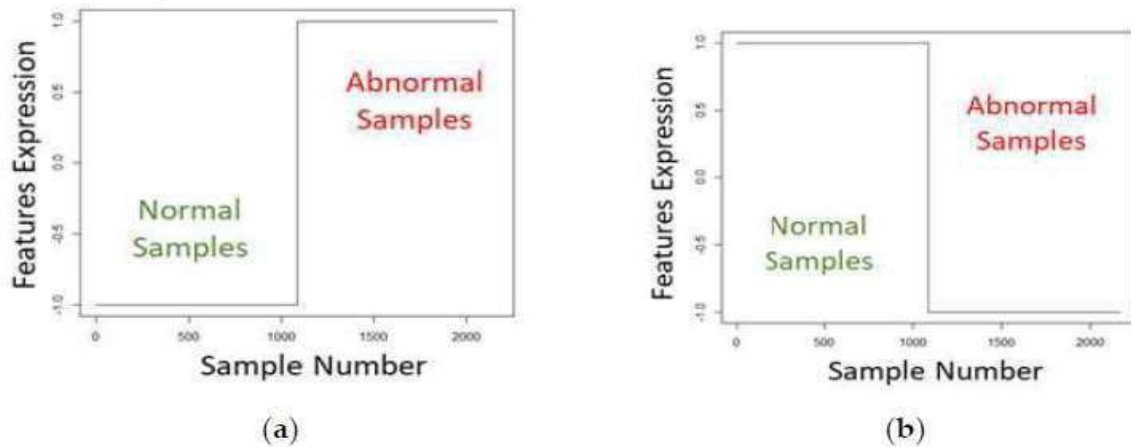 Features Expression
1.0
0.5
0.0
-0.5
-1.0
Abnormal
Samples
Normal
Samples
0 500 1000 1500 2000
Sample Number
(a)
Features Expression
1.0
0.5
0.0
-0.5
-1.0
Abnormal
Samples
Normal
Samples
0 500 1000 1500 2000
Sample Number
(b)